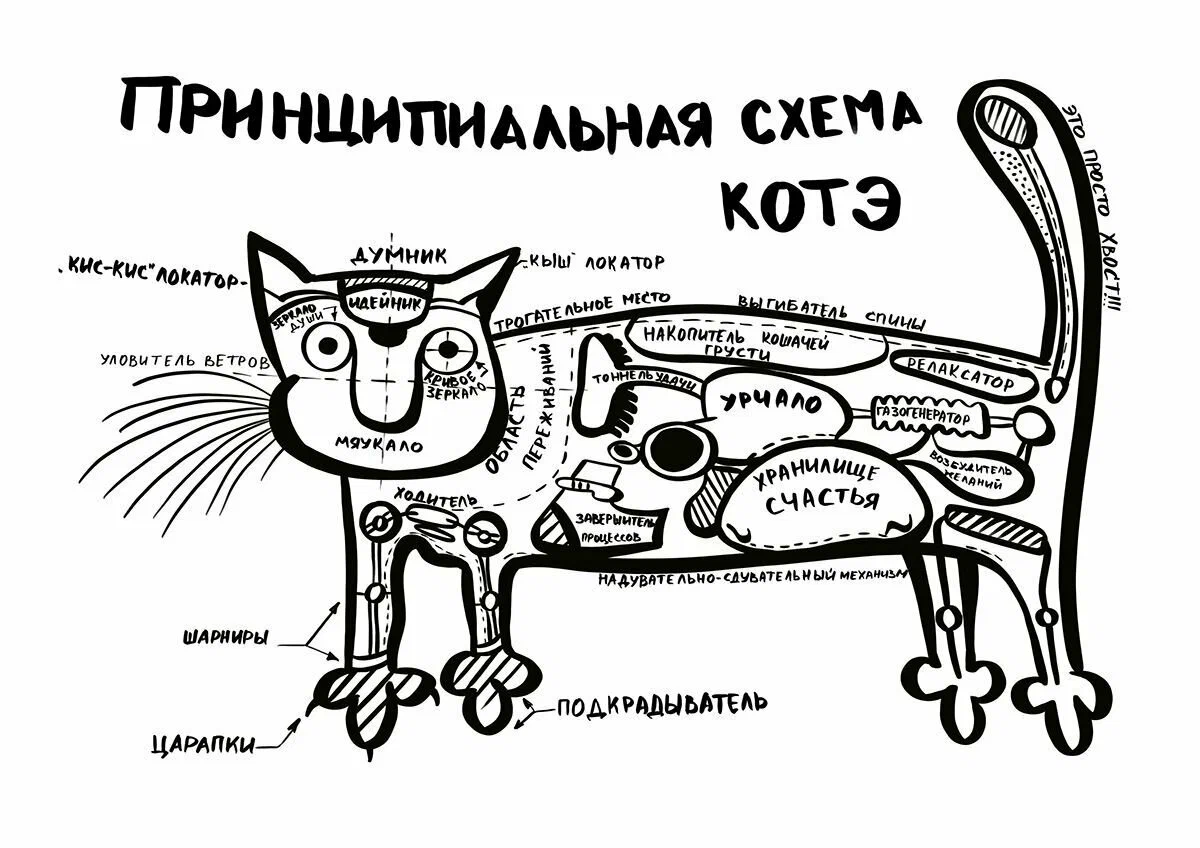 ПРИНЦИПИАЛЬНАЯ СХЕМА
КОТЭ
ЭТО ПРОСТО ХВОСТ!!!
ДУМНИК
„КИС-КИС" ЛОКАТОР
„КЫШ" ЛОКАТОР
ИДЕЙНИК
ЗЕРКАЛО
ДУШИ
ТРОГАТЕЛЬНОЕ МЕСТО
ВЫГИБАТЕЛЬ СПИНЫ
НАКОПИТЕЛЬ КОШАЧЕЙ
ГРУСТИ
УЛОВИТЕЛЬ ВЕТРОВ
КРИВОЕ
ЗЕРКАЛО
ТОННЕЛЬ УДАЧИ
РЕЛАКСАТОР
УРЧАЛО
ГАЗОГЕНЕРАТОР
МЯУКАЛО
ОБЛАСТЬ
ПЕРЕЖИВАНИЙ
ВОЗБУДИТЕЛЬ
ЖЕЛАНИЙ
ХРАНИЛИЩЕ
СЧАСТЬЯ
ХОДИТЕЛЬ
ЗАВЕРШИТЕЛЬ
ПРОЦЕССОВ
НАДУВАТЕЛЬНО-СДУВАТЕЛЬНЫЙ МЕХАНИЗМ
ШАРНИРЫ
ПОДКРАДЫВАТЕЛЬ
ЦАРАПКИ